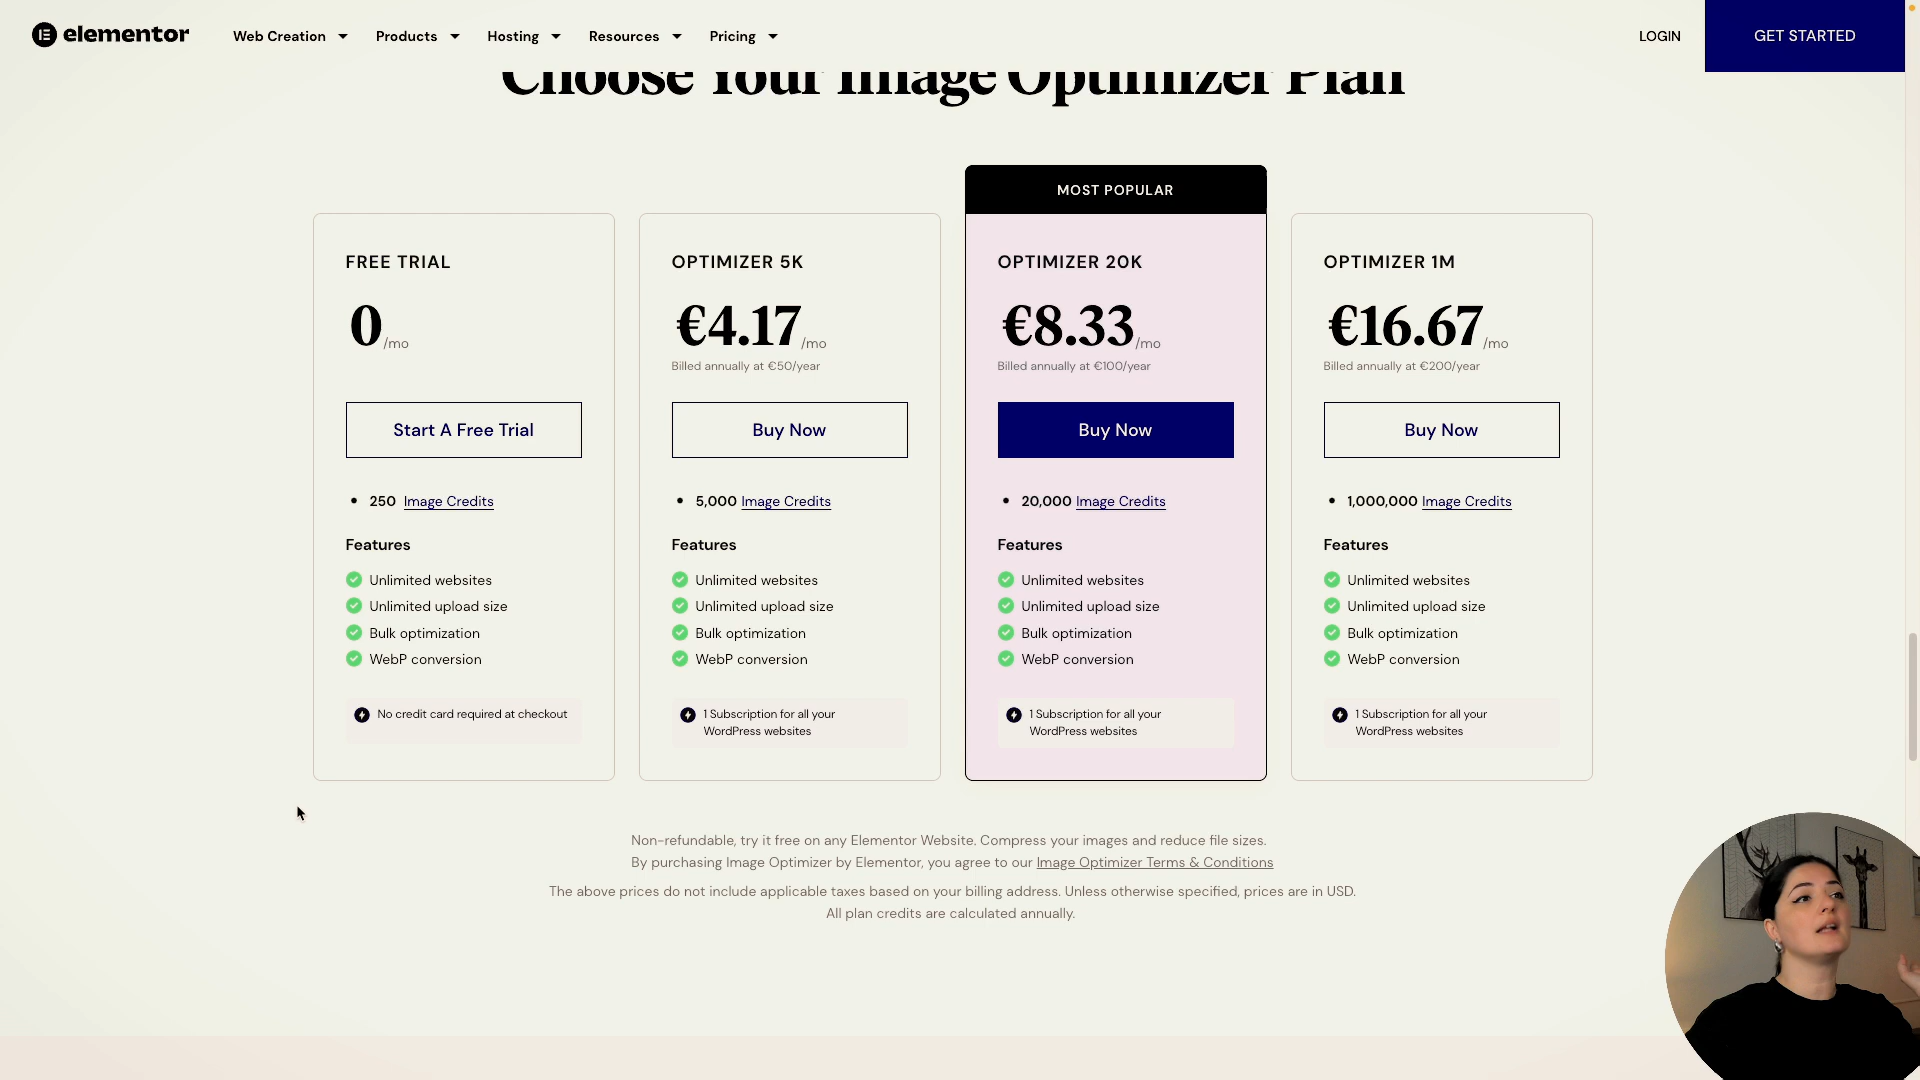 elementor
Web Creation
Products
Hosting
Resources
Pricing
LOGIN
GET STARTED
Choose Your Image Optimizer Plan
MOST POPULAR
FREE TRIAL
0/mo
Start A Free Trial
250 Image Credits
Features
Unlimited websites
Unlimited upload size
Bulk optimization
WebP conversion
No credit card required at checkout
OPTIMIZER 5K
€4.17/mo
Billed annually at €50/year
Buy Now
5,000 Image Credits
Features
Unlimited websites
Unlimited upload size
Bulk optimization
WebP conversion
1 Subscription for all your
WordPress websites
OPTIMIZER 20K
€8.33/mo
Billed annually at €100/year
Buy Now
20,000 Image Credits
Features
Unlimited websites
Unlimited upload size
Bulk optimization
WebP conversion
1 Subscription for all your
WordPress websites
OPTIMIZER 1M
€16.67/mo
Billed annually at €200/year
Buy Now
1,000,000 Image Credits
Features
Unlimited websites
Unlimited upload size
Bulk optimization
WebP conversion
1 Subscription for all your
WordPress websites
Non-refundable, try it free on any Elementor Website. Compress your images and reduce file sizes.
By purchasing Image Optimizer by Elementor, you agree to our Image Optimizer Terms & Conditions
The above prices do not include applicable taxes based on your billing address. Unless otherwise specified, prices are in USD.
All plan credits are calculated annually.